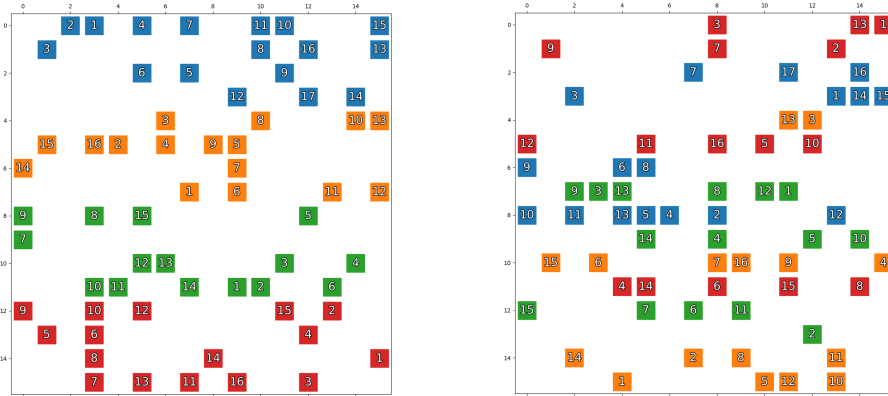 0 2 4 6 8 10 12 14
0 2 1 4 7 11 10 15
3 8 16 13
2 6 5 9
12 17 14
4 3 8 10 13
15 16 2 4 9 5
6 14 7
1 6 11 12
8 9 8 15 5
7
10 12 13 3 4
10 11 14 1 2 6
12 9 10 12 15 2
5 6 4
14 8 14 1
7 13 11 16 3
0 2 4 6 8 10 12 14
0 3 13 1
9 7 2
2 7 17 16
3 1 14 15
4 13 3
12 11 16 5 10
6 9 6 8
9 3 13 8 12 1
8 10 11 13 5 4 2 12
14 4 5 10
10 15 6 7 16 9 4
4 14 6 15 8
12 15 7 6 11
2
14 14 2 8 11
1 5 12 10